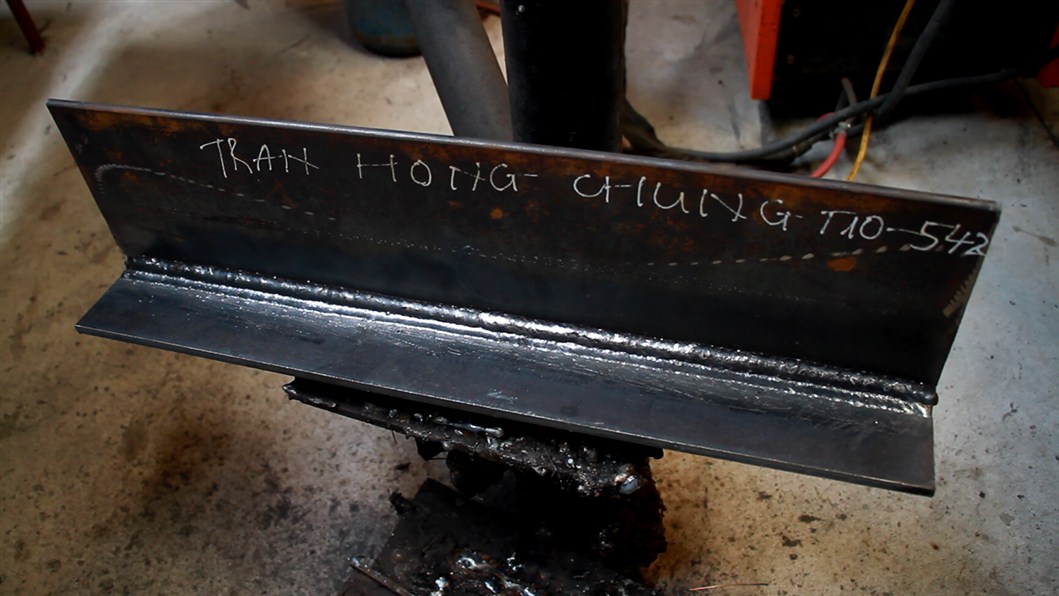 TRAN HONG CHUNG T10-542